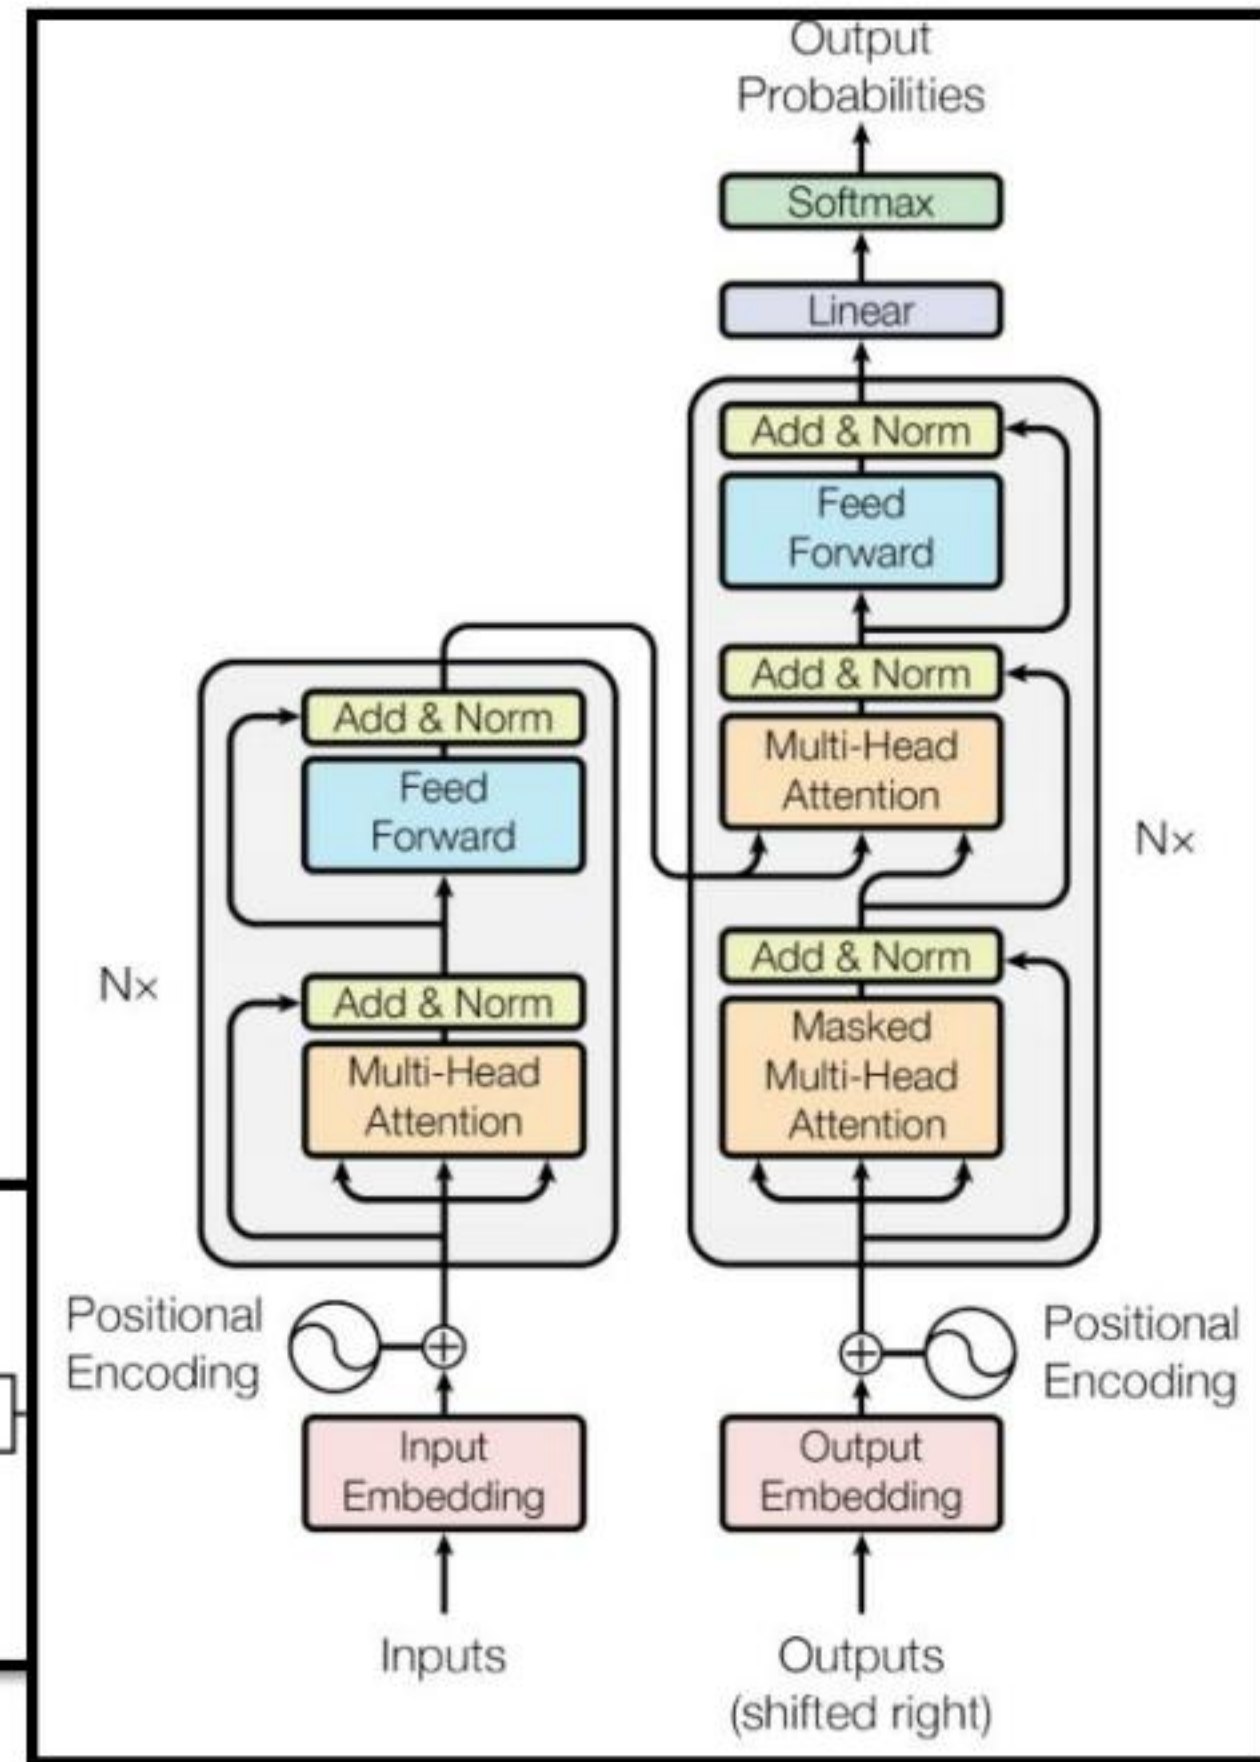 Output
Probabilities
Softmax
Linear
Add & Norm
Feed
Forward
Add & Norm
Multi-Head
Attention
Add & Norm
Masked
Multi-Head
Attention
Nx
Add & Norm
Feed
Forward
Add & Norm
Multi-Head
Attention
Nx
Positional
Encoding
Positional
Encoding
Input
Embedding
Output
Embedding
Inputs
Outputs
(shifted right)